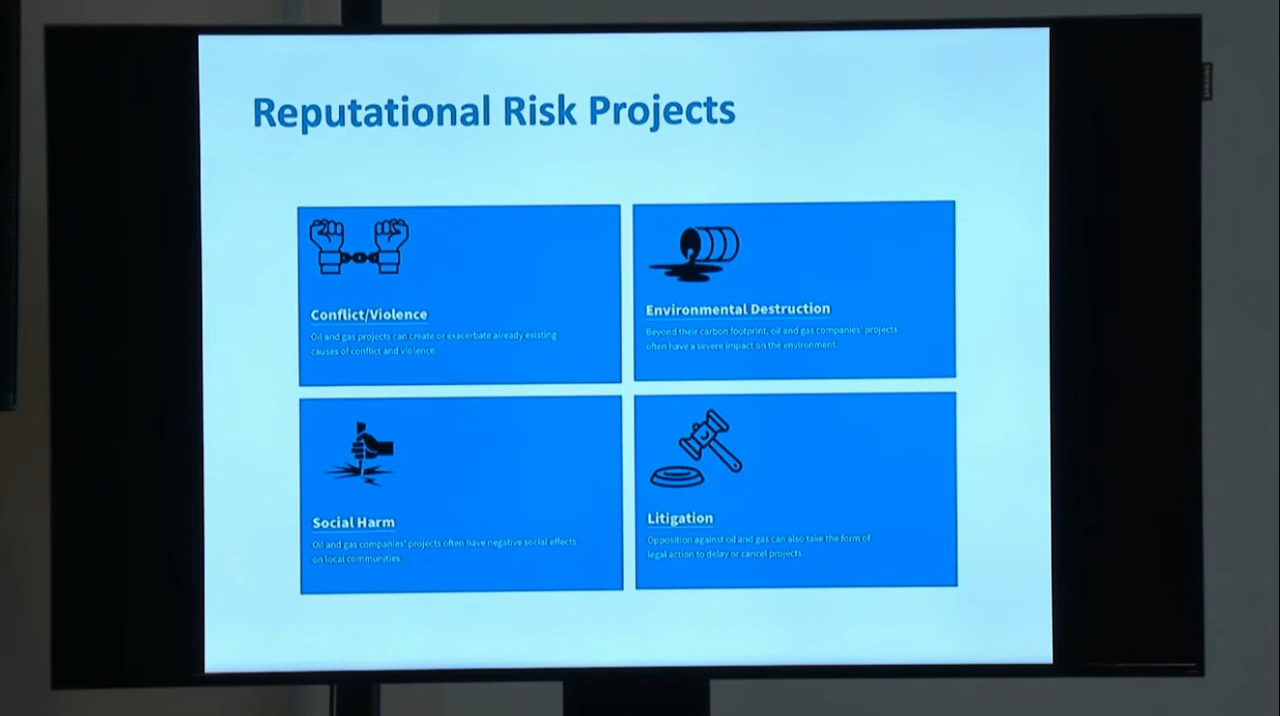 Reputational Risk Projects
Conflict/Violence
Oil and gas projects can create or exacerbate already existing
causes of conflict and violence.
Environmental Destruction
Beyond their carbon footprint, oil and gas companies' projects
often have a severe impact on the environment.
Social Harm
Oil and gas companies' projects often have negative social effects
on local communities.
Litigation
Opposition against oil and gas can also take the form of
legal action to delay or cancel projects.
SAMSUNG